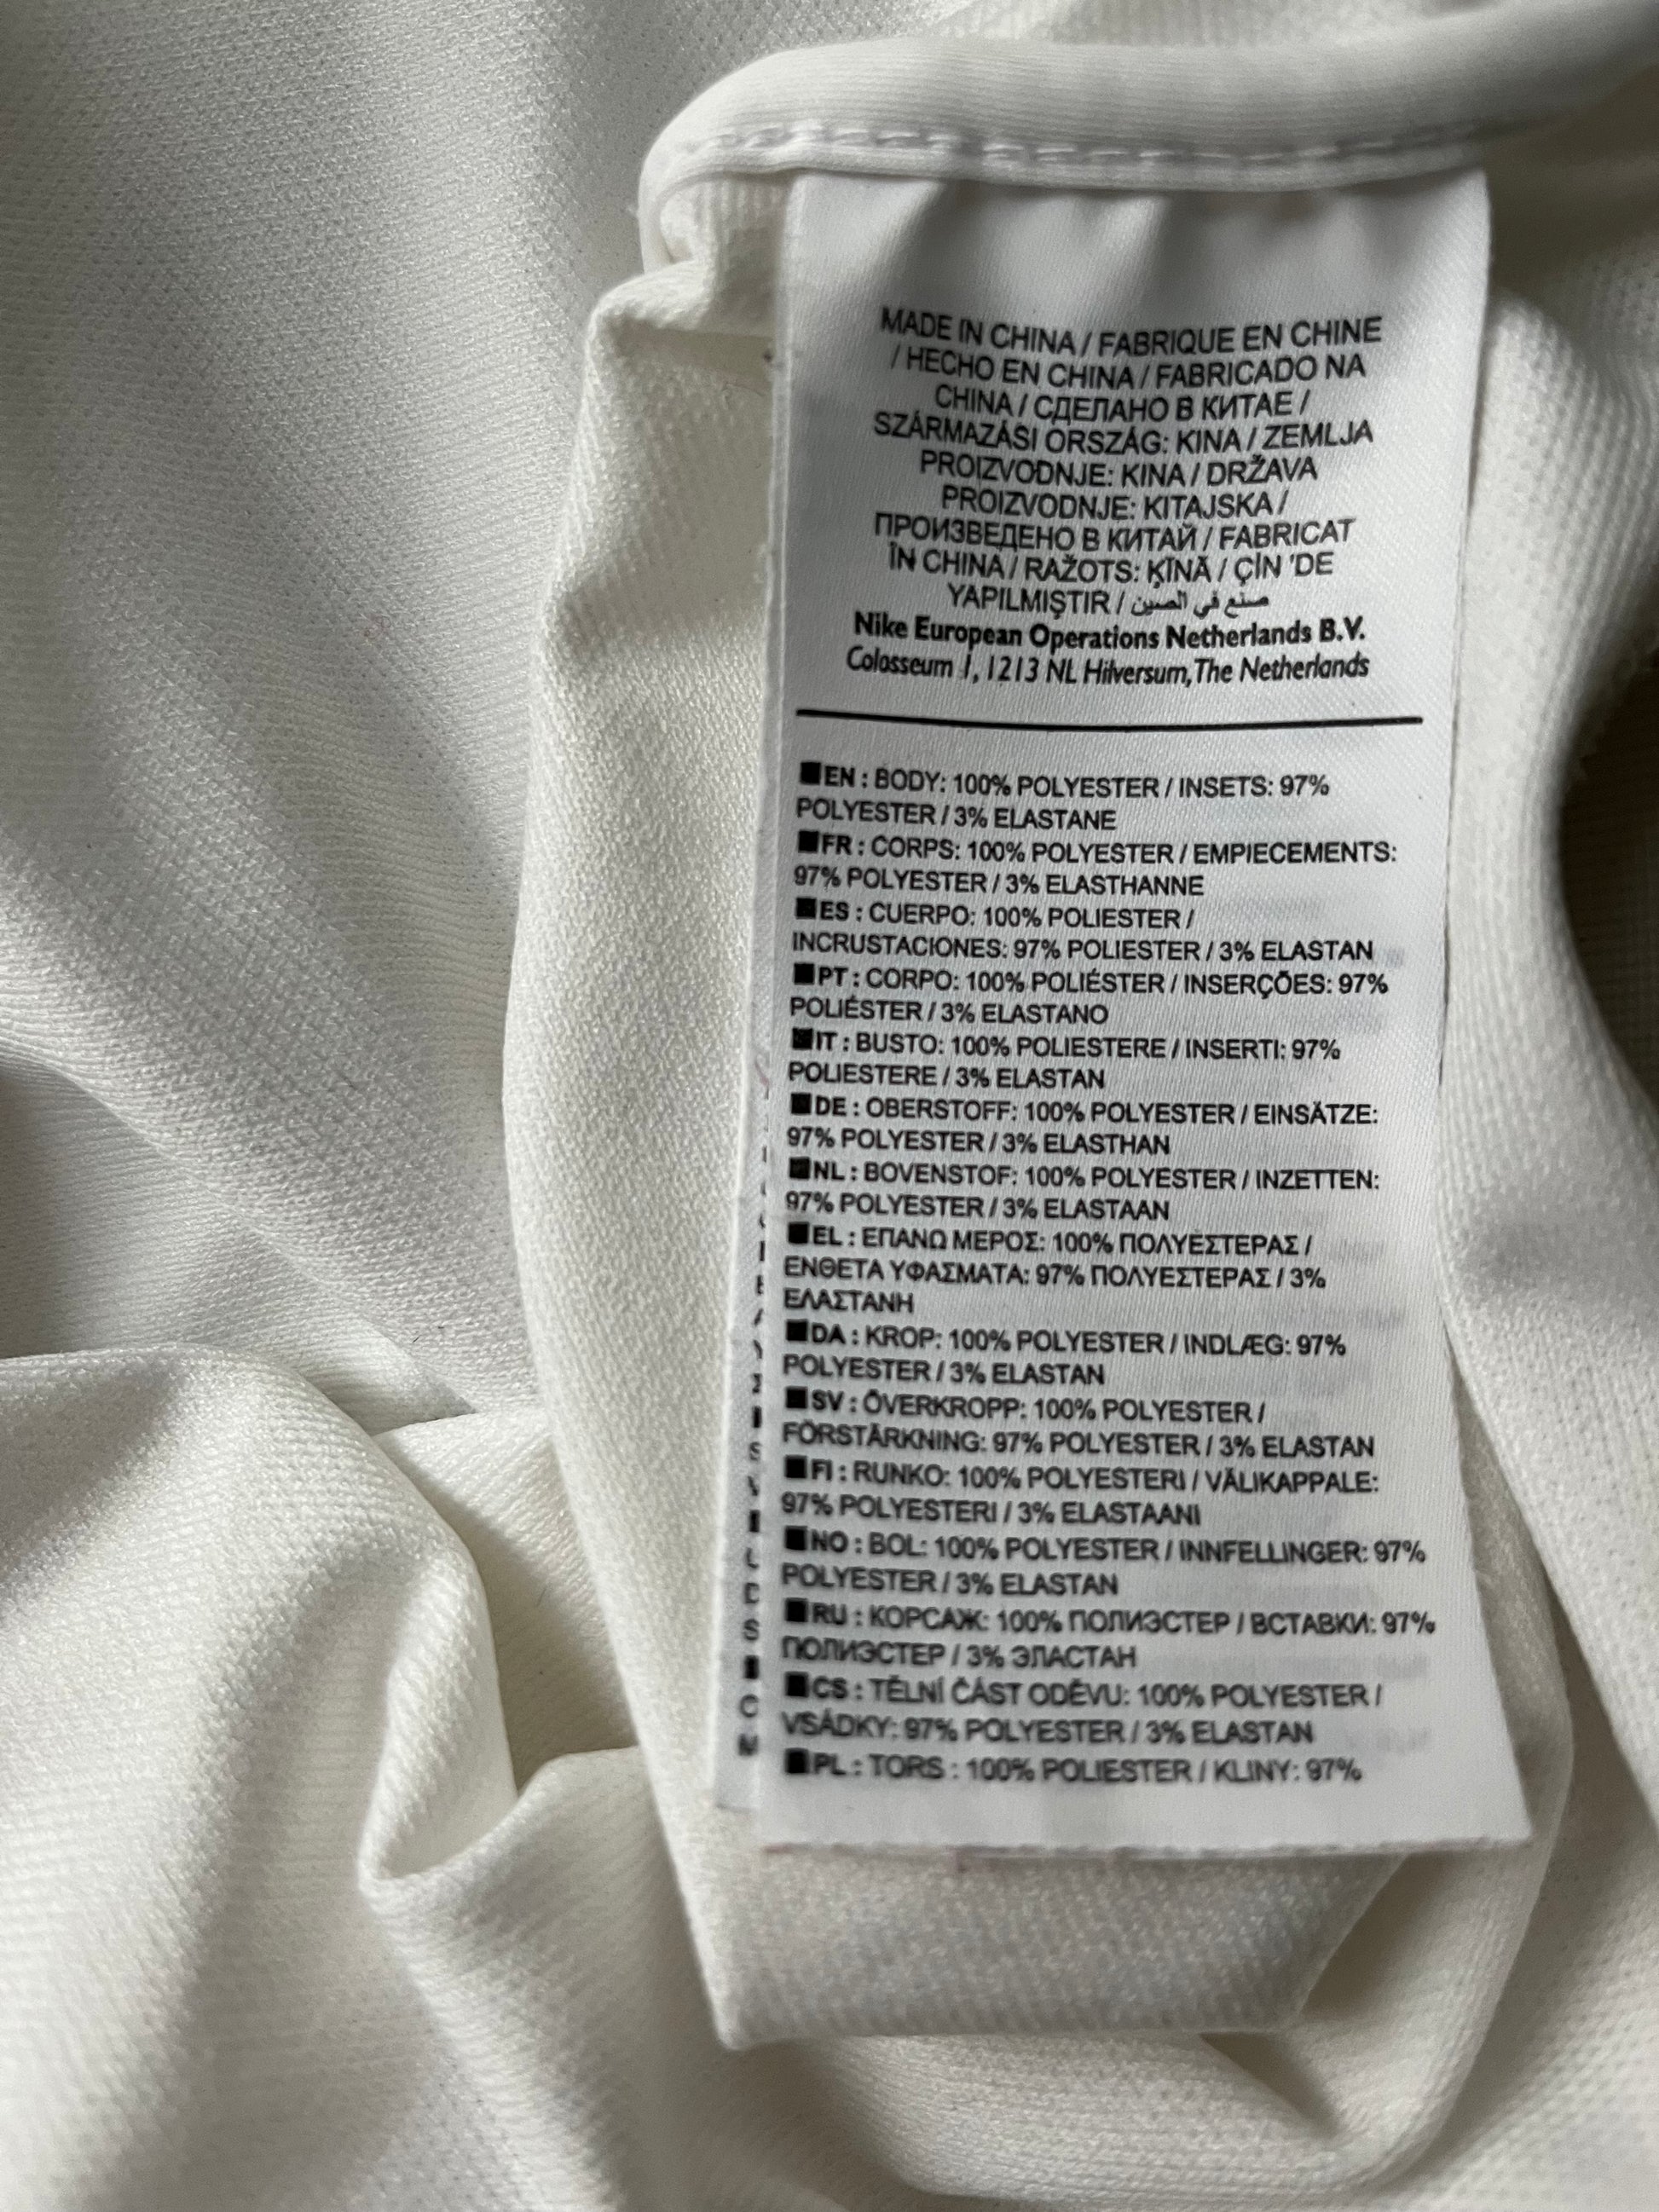 MADE IN CHINA / FABRIQUE EN CHINE
/ HECHO EN CHINA / FABRICADO NA
CHINA / СДЕЛАНО В КИТАЕ /
SZÁRMAZÁSI ORSZÁG: KINA / ZEMLJA
PROIZVODNJE: KINA / DRŽAVA
PROIZVODNJE: KITAJSKA /
ПРОИЗВЕДЕНО В КИТАЙ / FABRICAT
ÎN CHINA / RAŽOTS: ĶĪNĀ / ÇİN 'DE
YAPILMIŞTIR / صنع في الصين
Nike European Operations Netherlands B.V.
Colosseum 1, 1213 NL Hilversum, The Netherlands
■EN : BODY: 100% POLYESTER / INSETS: 97%
POLYESTER / 3% ELASTANE
■FR : CORPS: 100% POLYESTER / EMPIECEMENTS:
97% POLYESTER / 3% ELASTHANNE
■ES : CUERPO: 100% POLIESTER /
INCRUSTACIONES: 97% POLIESTER / 3% ELASTAN
■PT : CORPO: 100% POLIÉSTER / INSERÇÕES: 97%
POLIÉSTER / 3% ELASTANO
■IT : BUSTO: 100% POLIESTERE / INSERTI: 97%
POLIESTERE / 3% ELASTAN
■DE : OBERSTOFF: 100% POLYESTER / EINSÄTZE:
97% POLYESTER / 3% ELASTHAN
■NL : BOVENSTOF: 100% POLYESTER / INZETTEN:
97% POLYESTER / 3% ELASTAAN
■EL : ΕΠΑΝΩ ΜΕΡΟΣ: 100% ΠΟΛΥΕΣΤΕΡΑΣ /
ΕΝΘΕΤΑ ΥΦΑΣΜΑΤΑ: 97% ΠΟΛΥΕΣΤΕΡΑΣ / 3%
ΕΛΑΣΤΑΝΗ
■DA : KROP: 100% POLYESTER / INDLÆG: 97%
POLYESTER / 3% ELASTAN
■SV : ÖVERKROPP: 100% POLYESTER /
FÖRSTÄRKNING: 97% POLYESTER / 3% ELASTAN
■FI : RUNKO: 100% POLYESTERI / VÄLIKAPPALE:
97% POLYESTERI / 3% ELASTAANI
■NO : BOL: 100% POLYESTER / INNFELLINGER: 97%
POLYESTER / 3% ELASTAN
■RU : КОРСАЖ: 100% ПОЛИЭСТЕР / ВСТАВКИ: 97%
ПОЛИЭСТЕР / 3% ЭЛАСТАН
■CS : TĚLNÍ ČÁST ODĚVU: 100% POLYESTER /
VSÁDKY: 97% POLYESTER / 3% ELASTAN
■PL : TORS : 100% POLIESTER / KLINY: 97%